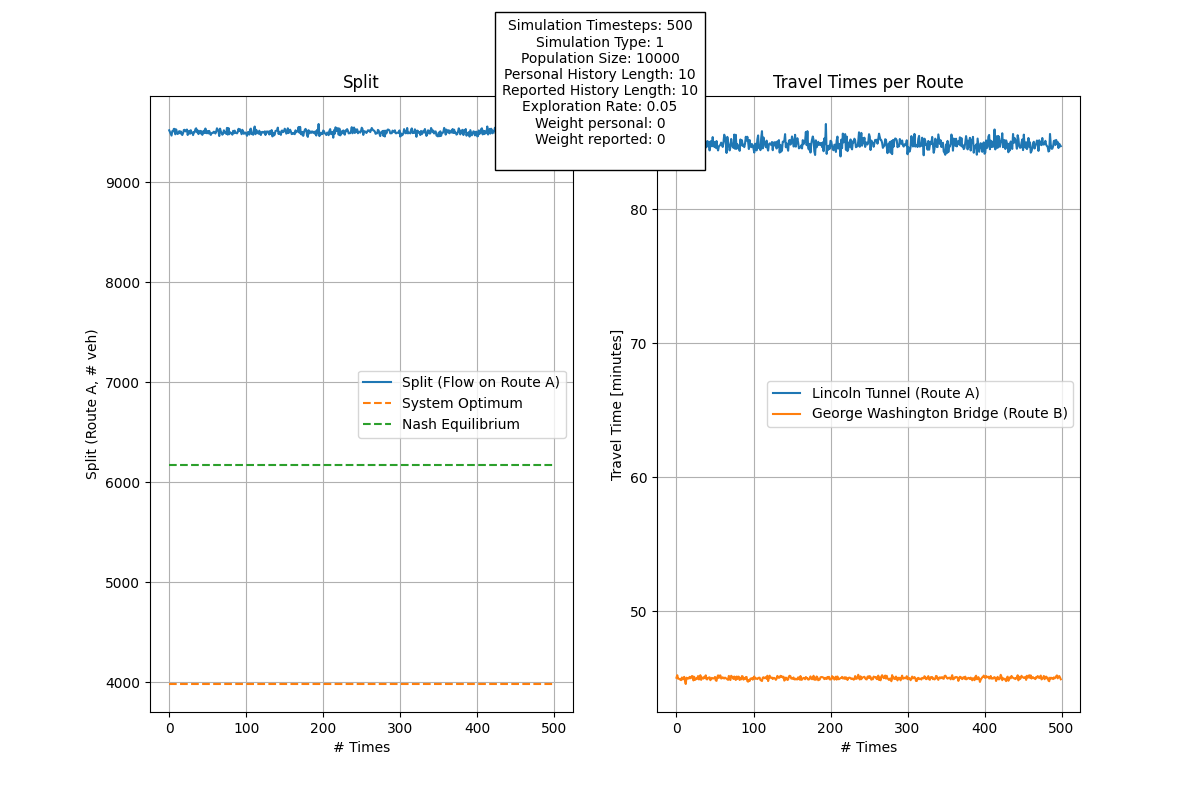 Simulation Timesteps: 500
Simulation Type: 1
Population Size: 10000
Personal History Length: 10
Reported History Length: 10
Exploration Rate: 0.05
Weight personal: 0
Weight reported: 0
Split
Split (Route A, # veh)
9000
8000
7000
6000
5000
4000
Split (Flow on Route A)
System Optimum
Nash Equilibrium
0 100 200 300 400 500
# Times
Travel Times per Route
Travel Time [minutes]
80
70
60
50
Lincoln Tunnel (Route A)
George Washington Bridge (Route B)
0 100 200 300 400 500
# Times